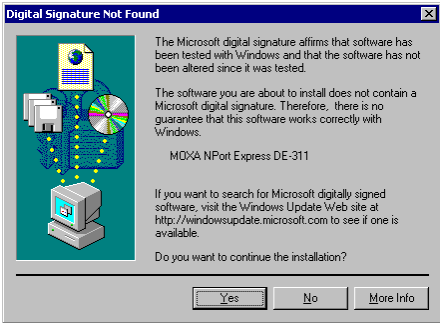 Digital Signature Not Found
The Microsoft digital signature affirms that software has
been tested with Windows and that the software has not
been altered since it was tested.
The software you are about to install does not contain a
Microsoft digital signature. Therefore, there is no
guarantee that this software works correctly with
Windows.
MOXA NPort Express DE-311
If you want to search for Microsoft digitally signed
software, visit the Windows Update Web site at
http://windowsupdate.microsoft.com to see if one is
available.
Do you want to continue the installation?
Yes
No
More Info